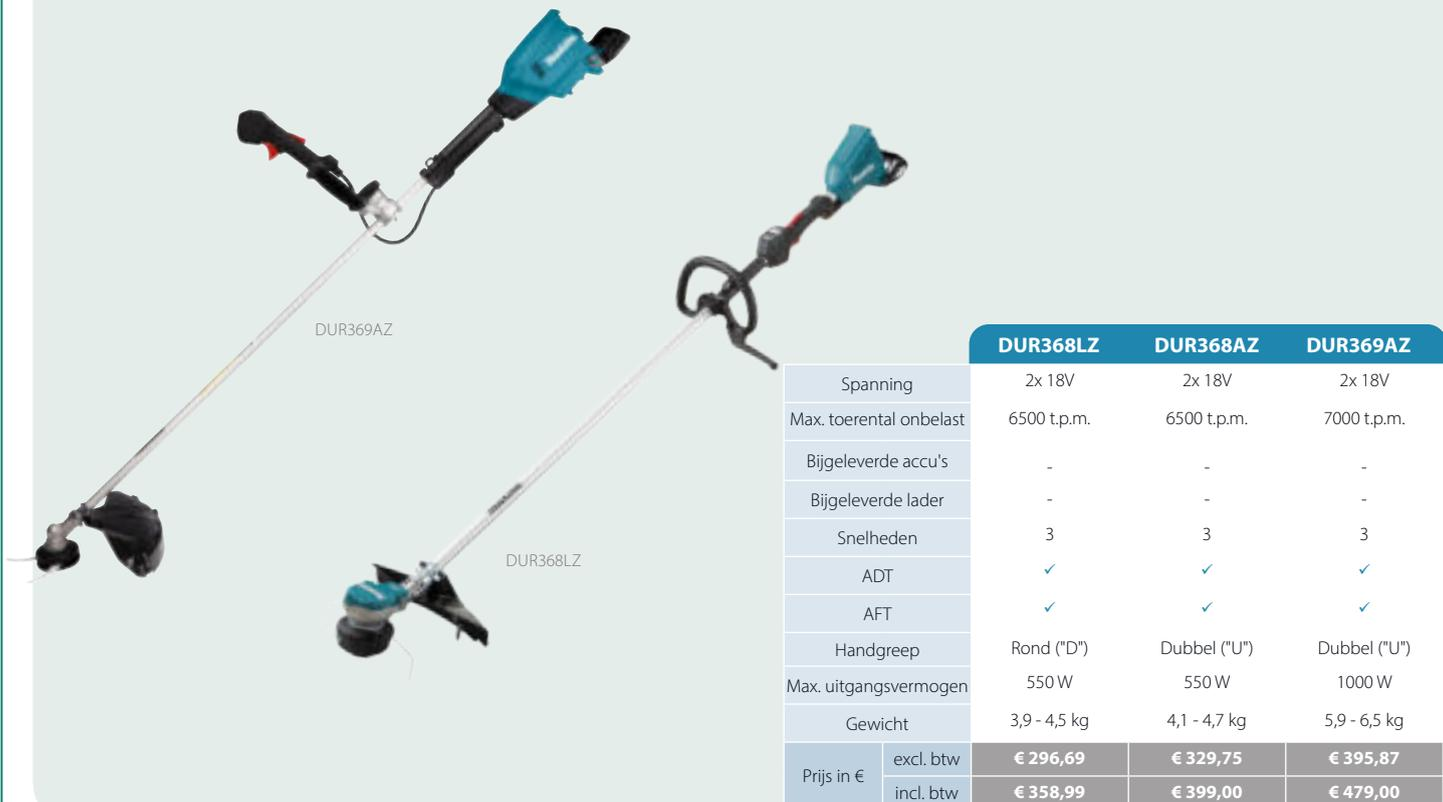 DUR369AZ
DUR368LZ
DUR368LZ DUR368AZ DUR369AZ
Spanning 2x 18V 2x 18V 2x 18V
Max. toerental onbelast 6500 t.p.m. 6500 t.p.m. 7000 t.p.m.
Bijgeleverde accu's - - -
Bijgeleverde lader - - -
Snelheden 3 3 3
ADT ✓ ✓ ✓
AFT ✓ ✓ ✓
Handgreep Rond ("D") Dubbel ("U") Dubbel ("U")
Max. uitgangsvermogen 550 W 550 W 1000 W
Gewicht 3,9 - 4,5 kg 4,1 - 4,7 kg 5,9 - 6,5 kg
Prijs in € excl. btw € 296,69 € 329,75 € 395,87
incl. btw € 358,99 € 399,00 € 479,00